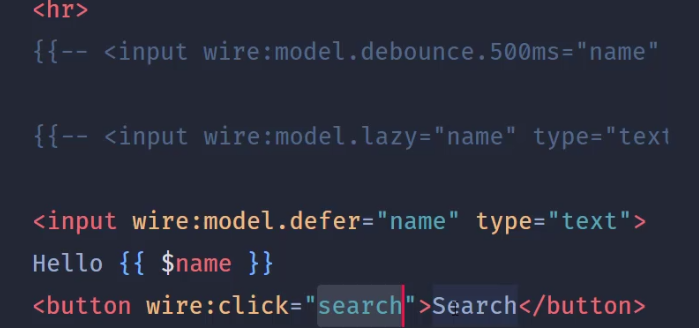 <hr>
{{-- <input wire:model.debounce.500ms="name"
{{-- <input wire:model.lazy="name" type="text
<input wire:model.defer="name" type="text">
Hello {{ $name }}
<button wire:click="search">Search</button>